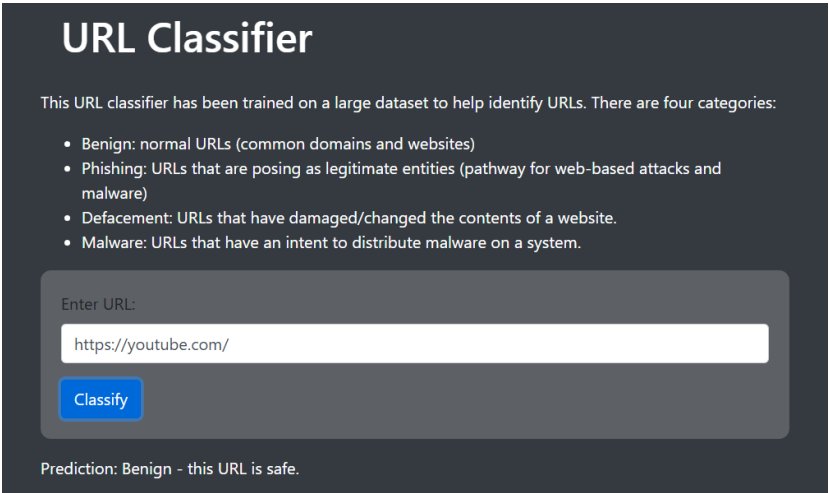 URL Classifier
This URL classifier has been trained on a large dataset to help identify URLs. There are four categories:
• Benign: normal URLs (common domains and websites)
• Phishing: URLs that are posing as legitimate entities (pathway for web-based attacks and
malware)
• Defacement: URLs that have damaged/changed the contents of a website.
• Malware: URLs that have an intent to distribute malware on a system.
Enter URL:
https://youtube.com/
Classify
Prediction: Benign - this URL is safe.